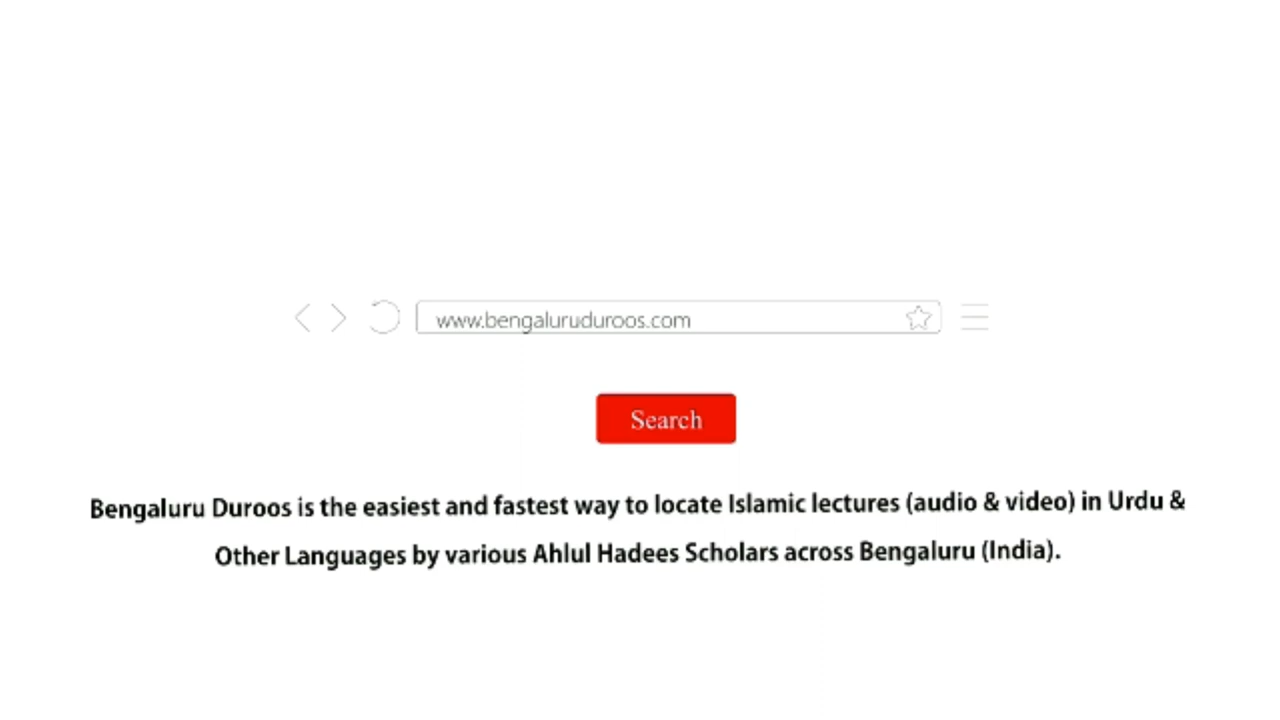 www.bengaluruduroos.com
Search
Bengaluru Duroos is the easiest and fastest way to locate Islamic lectures (audio & video) in Urdu &
Other Languages by various Ahlul Hadees Scholars across Bengaluru (India).